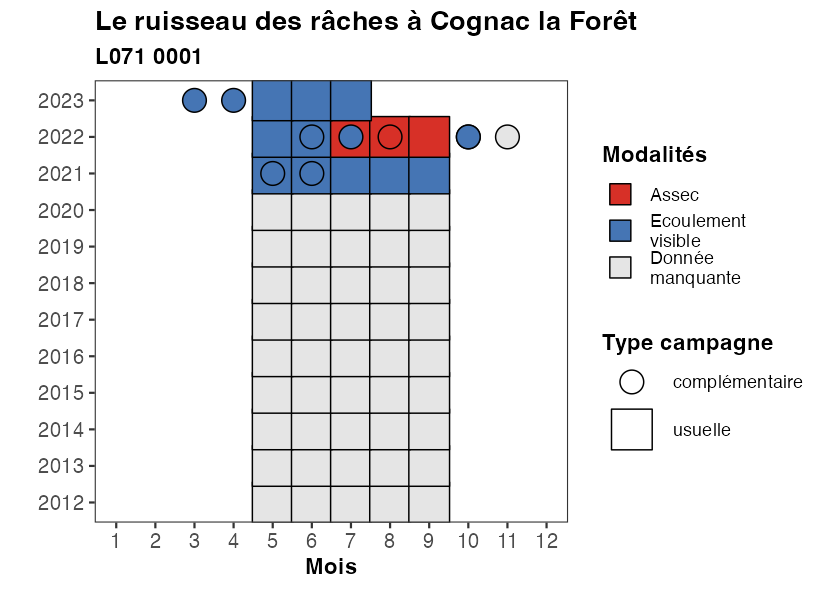 Le ruisseau des râches à Cognac la Forêt
L071 0001
2023
2022
2021
2020
2019
2018
2017
2016
2015
2014
2013
2012
1 2 3 4 5 6 7 8 9 10 11 12
Mois
Modalités
Assec
Ecoulement
visible
Donnée
manquante
Type campagne
complémentaire
usuelle